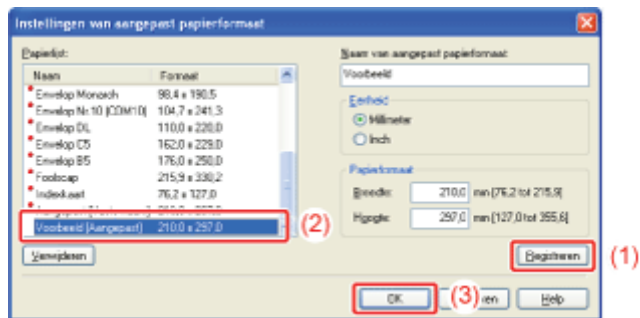 Instellingen van aangepast papierformaat
Papierlijst:
Naam Formaat
Envelop Monarch 98,4 x 190,5
Envelop Nr. 10 (COM10) 104,7 x 241,3
Envelop DL 110,0 x 220,0
Envelop C5 162,0 x 229,0
Envelop B5 176,0 x 250,0
Foolscap 215,9 x 330,2
Indexkaart 76,2 x 127,0
Voorbeeld (Aangepast) 210,0 x 297,0
(2)
Verwijderen
Naam van aangepast papierformaat:
Voorbeeld
Eenheid
Millimeter
Inch
Papierformaat
Breedte: 210,0 mm [76,2 tot 215,9]
Hoogte: 297,0 mm [127,0 tot 355,6]
Registreren
(1)
OK
(3)
Help